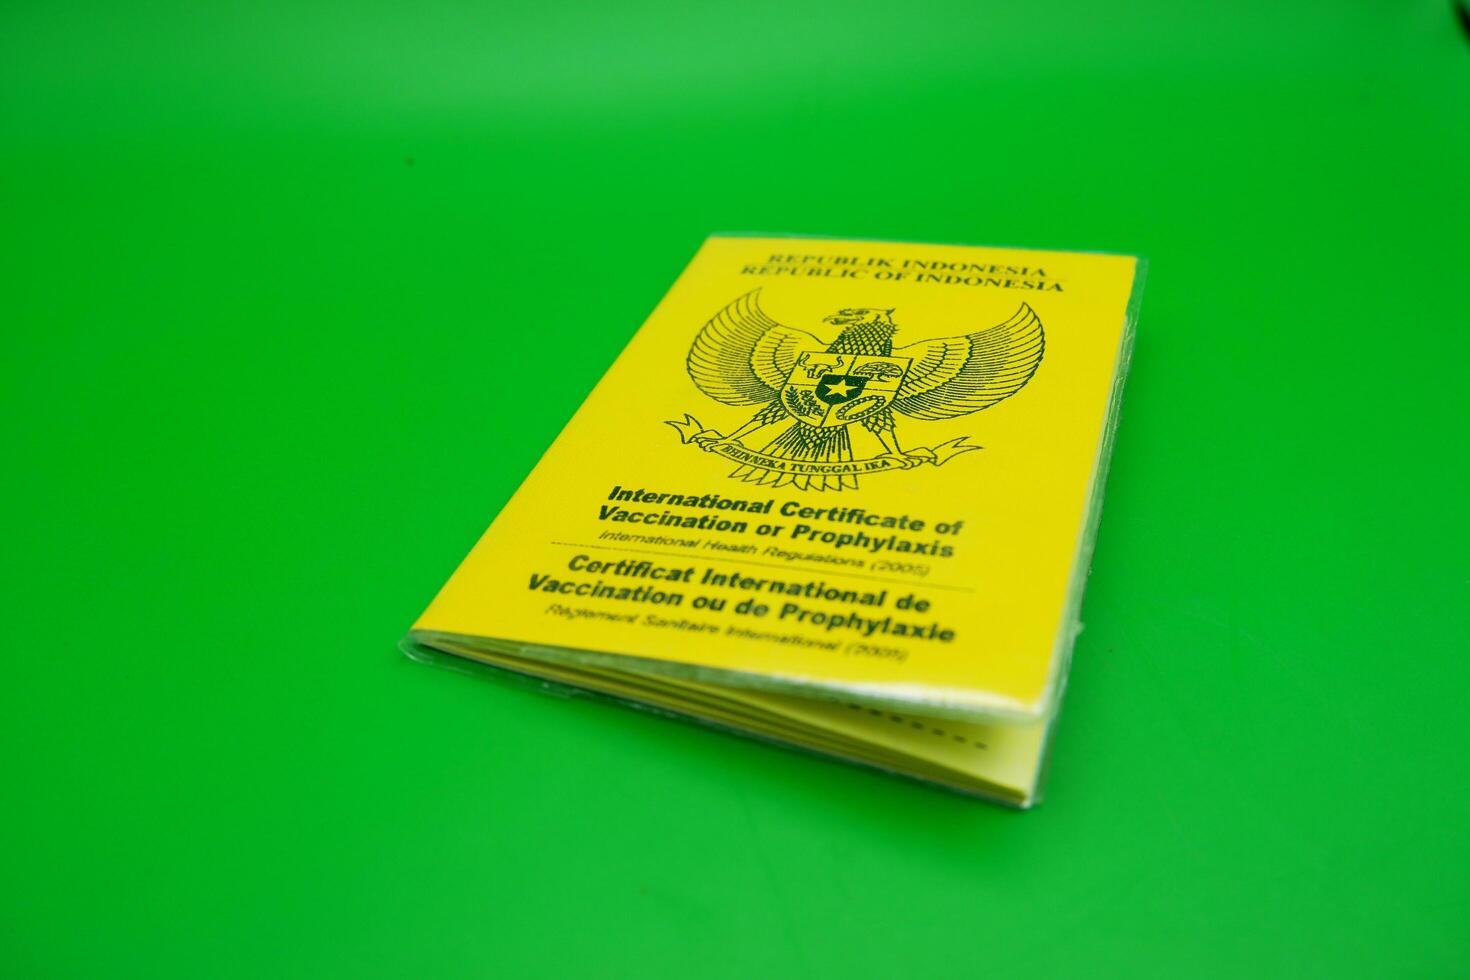 REPUBLIK INDONESIA
REPUBLIC OF INDONESIA
BHINNEKA TUNGGAL IKA
International Certificate of
Vaccination or Prophylaxis
International Health Regulations (2005)
Certificat International de
Vaccination ou de Prophylaxie
Règlement Sanitaire International (2005)